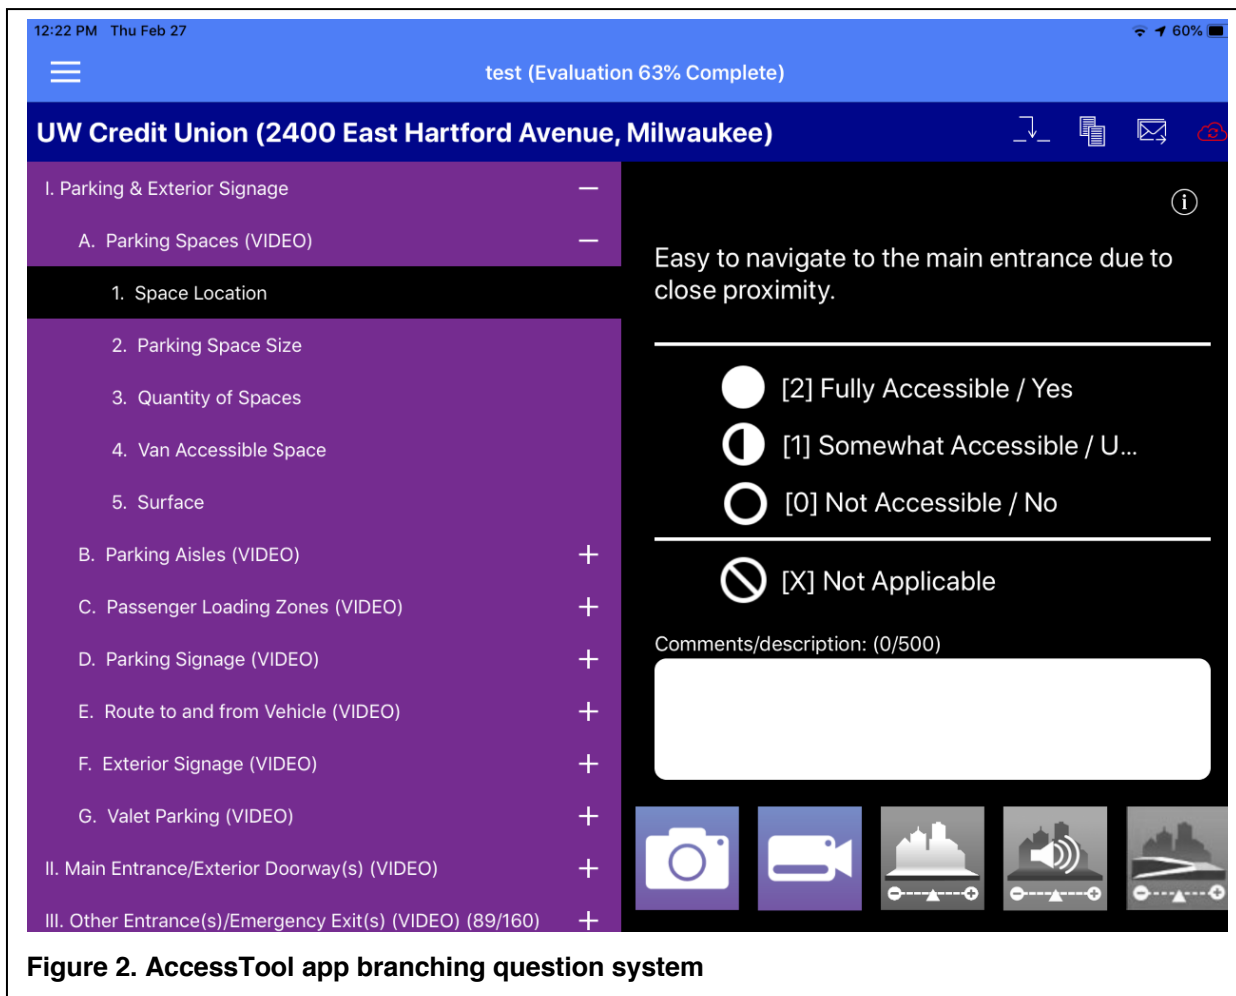 12:22 PM Thu Feb 27
60%
test (Evaluation 63% Complete)
UW Credit Union (2400 East Hartford Avenue, Milwaukee)
I. Parking & Exterior Signage
A. Parking Spaces (VIDEO)
1. Space Location
2. Parking Space Size
3. Quantity of Spaces
4. Van Accessible Space
5. Surface
B. Parking Aisles (VIDEO)
C. Passenger Loading Zones (VIDEO)
D. Parking Signage (VIDEO)
E. Route to and from Vehicle (VIDEO)
F. Exterior Signage (VIDEO)
G. Valet Parking (VIDEO)
II. Main Entrance/Exterior Doorway(s) (VIDEO)
III. Other Entrance(s)/Emergency Exit(s) (VIDEO) (89/160)
Easy to navigate to the main entrance due to
close proximity.
[2] Fully Accessible / Yes
[1] Somewhat Accessible / U...
[0] Not Accessible / No
[X] Not Applicable
Comments/description: (0/500)
Figure 2. AccessTool app branching question system